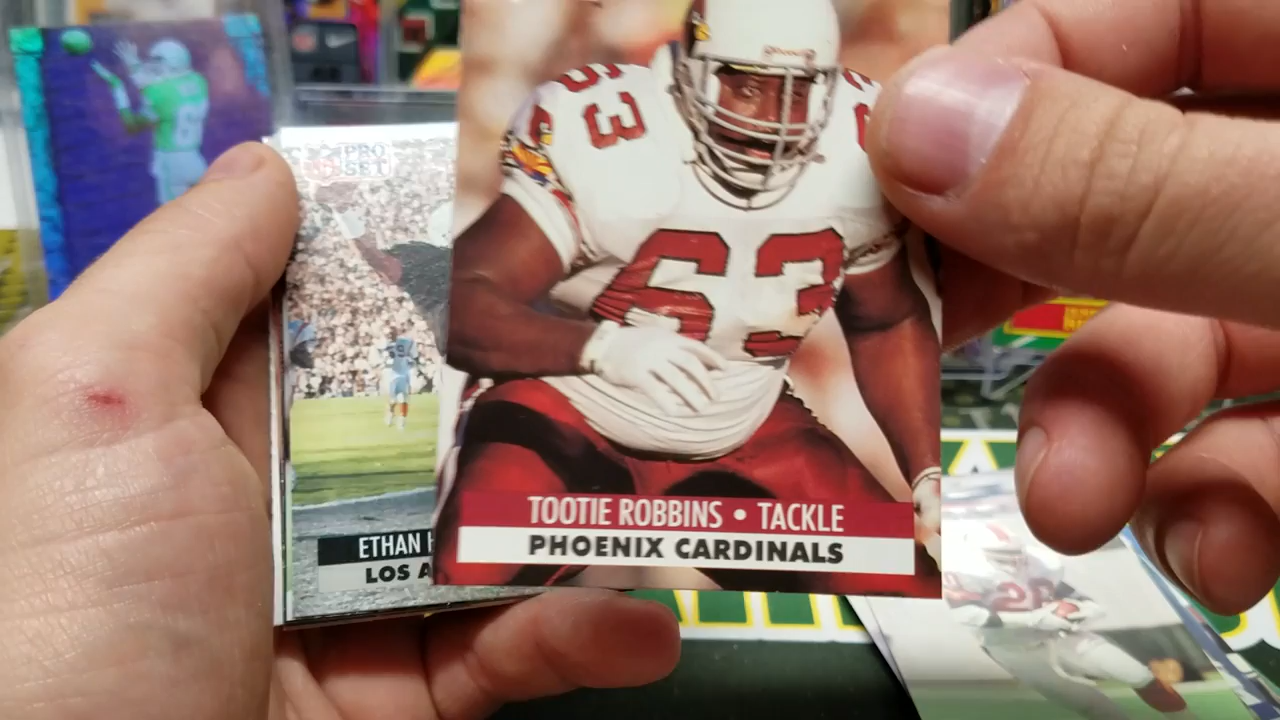 PRO
SET
63
63
TOOTIE ROBBINS • TACKLE
PHOENIX CARDINALS
ETHAN H
LOS A